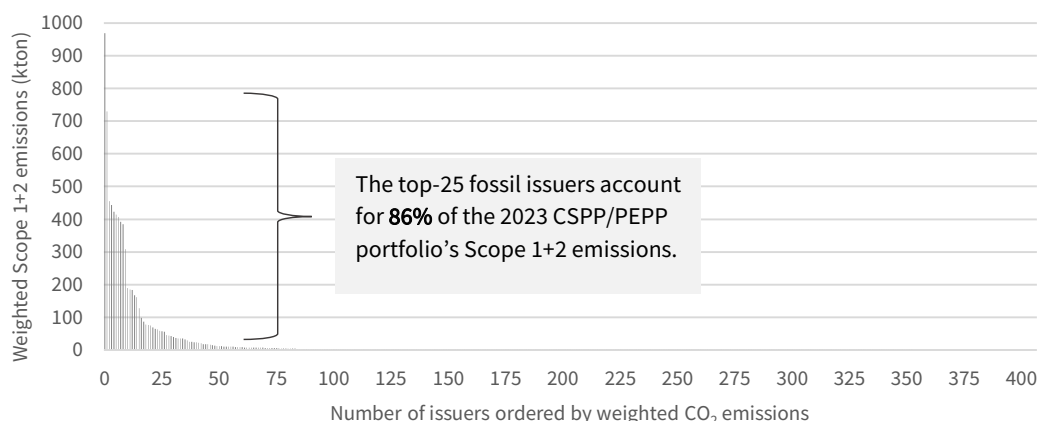 1000
900
800
700
600
500
400
300
200
100
0
Weighted Scope 1+2 emissions (kton)
The top-25 fossil issuers account
for 86% of the 2023 CSPP/PEPP
portfolio’s Scope 1+2 emissions.
0 25 50 75 100 125 150 175 200 225 250 275 300 325 350 375 400
Number of issuers ordered by weighted CO₂ emissions